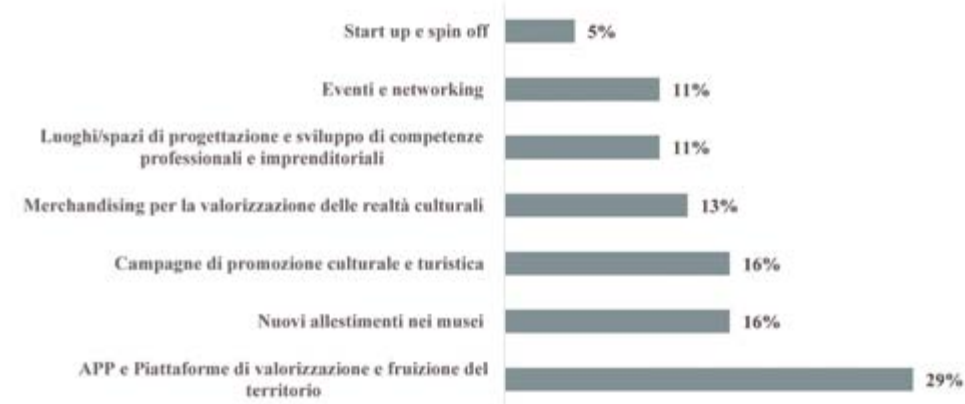 Start up e spin off 5%
Eventi e networking 11%
Luoghi/spazi di progettazione e sviluppo di competenze
professionali e imprenditoriali 11%
Merchandising per la valorizzazione delle realtà culturali 13%
Campagne di promozione culturale e turistica 16%
Nuovi allestimenti nei musei 16%
APP e Piattaforme di valorizzazione e fruizione del
territorio 29%